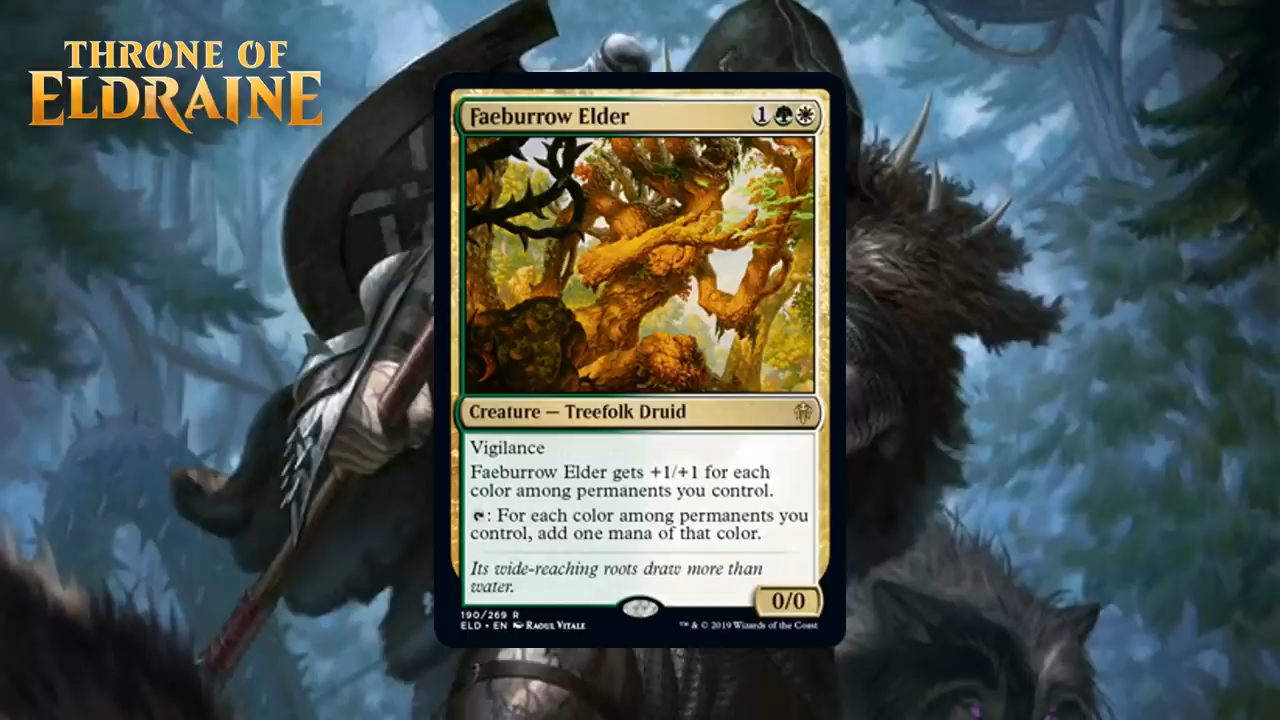 THRONE OF
ELDRAINE
Faeburrow Elder 1
Creature — Treefolk Druid
Vigilance
Faeburrow Elder gets +1/+1 for each
color among permanents you control.
: For each color among permanents you
control, add one mana of that color.
Its wide-reaching roots draw more than
water.
0/0
190/269 R
ELD • EN RAOUL VITALE
™ & © 2019 Wizards of the Coast